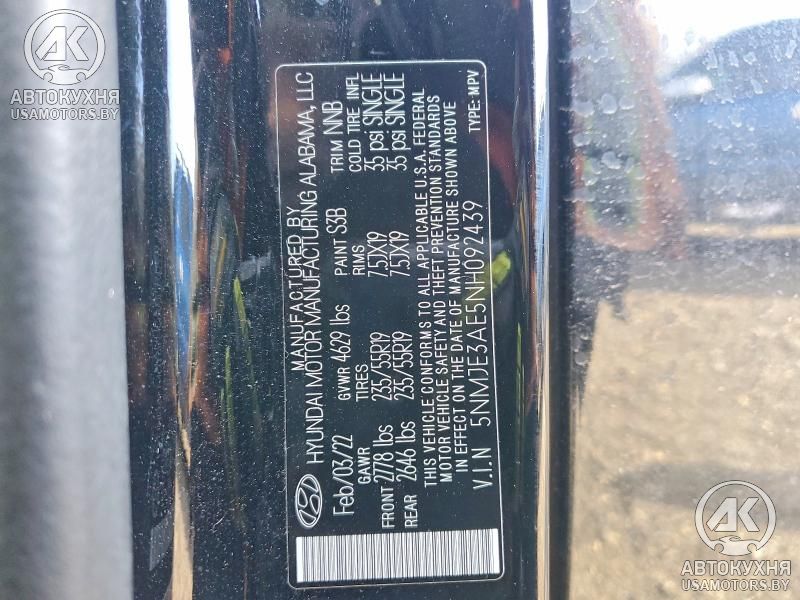 AK
АВТОКУХНЯ
USAMOTORS.BY
MANUFACTURED BY
HYUNDAI MOTOR MANUFACTURING ALABAMA, LLC
Feb/03/22 GVWR 4629 lbs PAINT S3B TRIM NNB
GAWR TIRES RIMS COLD TIRE INFL
FRONT 2778 lbs 235/55R19 7.5JX19 35 psi SINGLE
REAR 2646 lbs 235/55R19 7.5JX19 35 psi SINGLE
THIS VEHICLE CONFORMS TO ALL APPLICABLE U.S.A. FEDERAL
MOTOR VEHICLE SAFETY AND THEFT PREVENTION STANDARDS
IN EFFECT ON THE DATE OF MANUFACTURE SHOWN ABOVE
V.I.N 5NMJE3AE5NH092439 TYPE: MPV
AK
АВТОКУХНЯ
USAMOTORS.BY